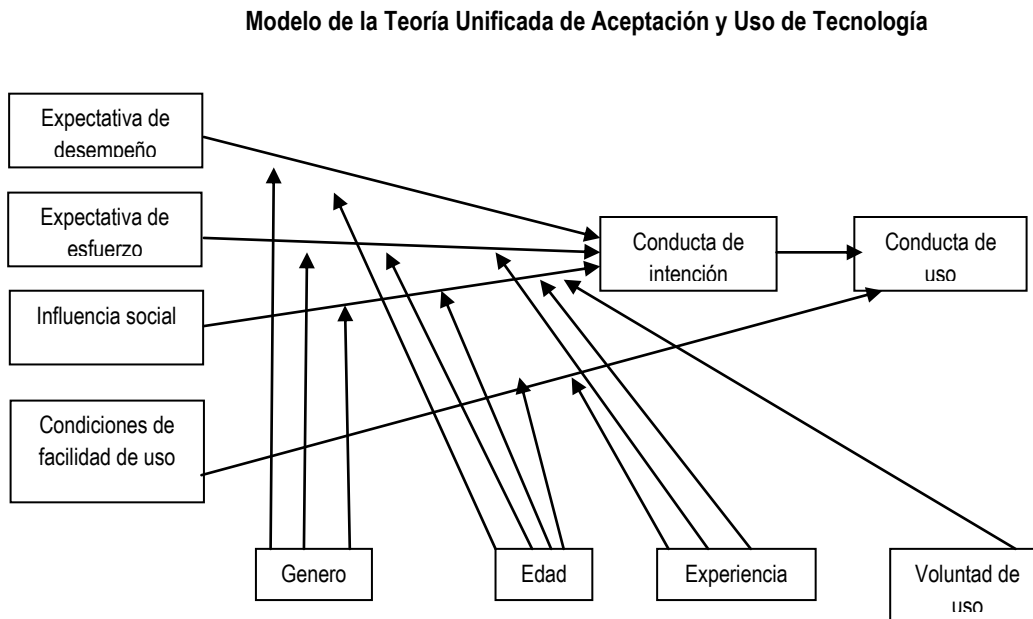 Modelo de la Teoría Unificada de Aceptación y Uso de Tecnología
Expectativa de
desempeño
Expectativa de
esfuerzo
Influencia social
Condiciones de
facilidad de uso
Conducta de
intención
Conducta de
uso
Genero
Edad
Experiencia
Voluntad de
uso